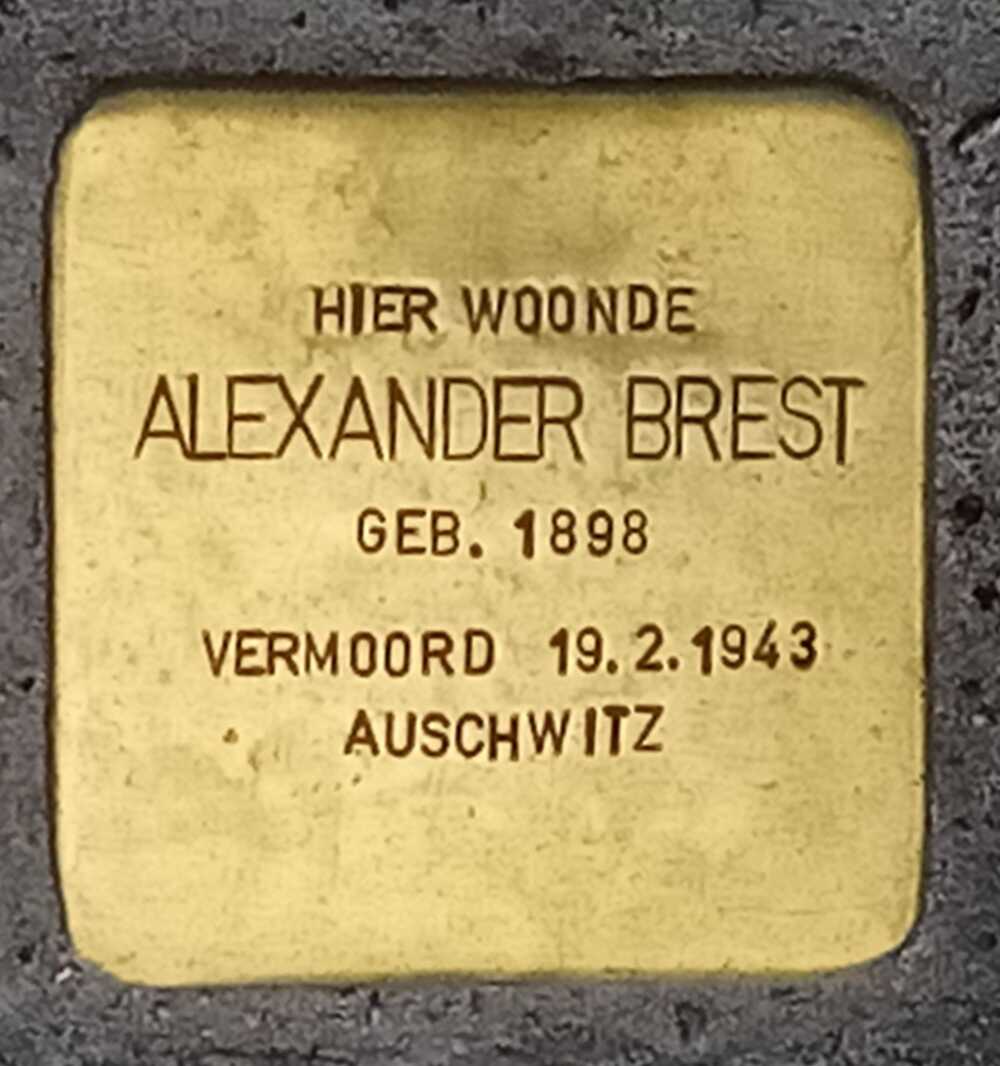 HIER WOONDE
ALEXANDER BREST
GEB. 1898
VERMOORD 19.2.1943
AUSCHWITZ